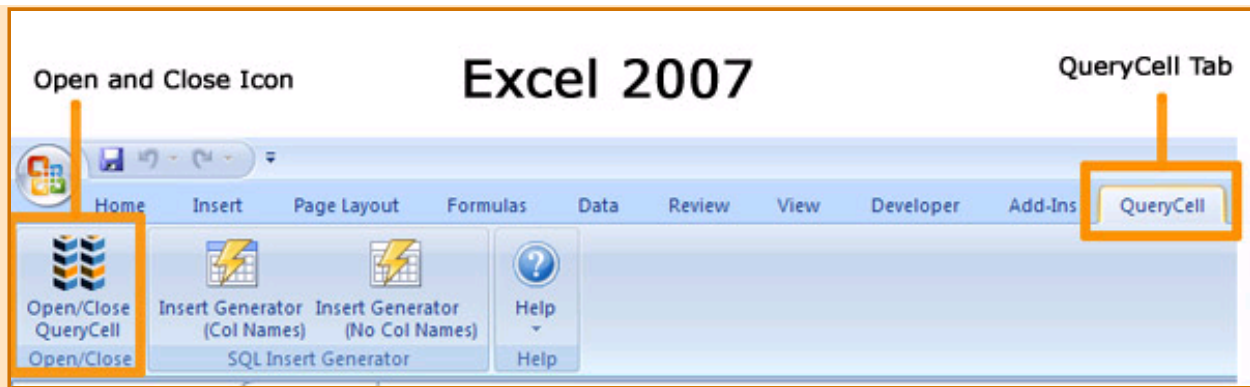 Open and Close Icon
Excel 2007
QueryCell Tab
Home Insert Page Layout Formulas Data Review View Developer Add-Ins QueryCell
Open/Close QueryCell
Insert Generator (Col Names)
Insert Generator (No Col Names)
Help
Open/Close
SQL Insert Generator
Help